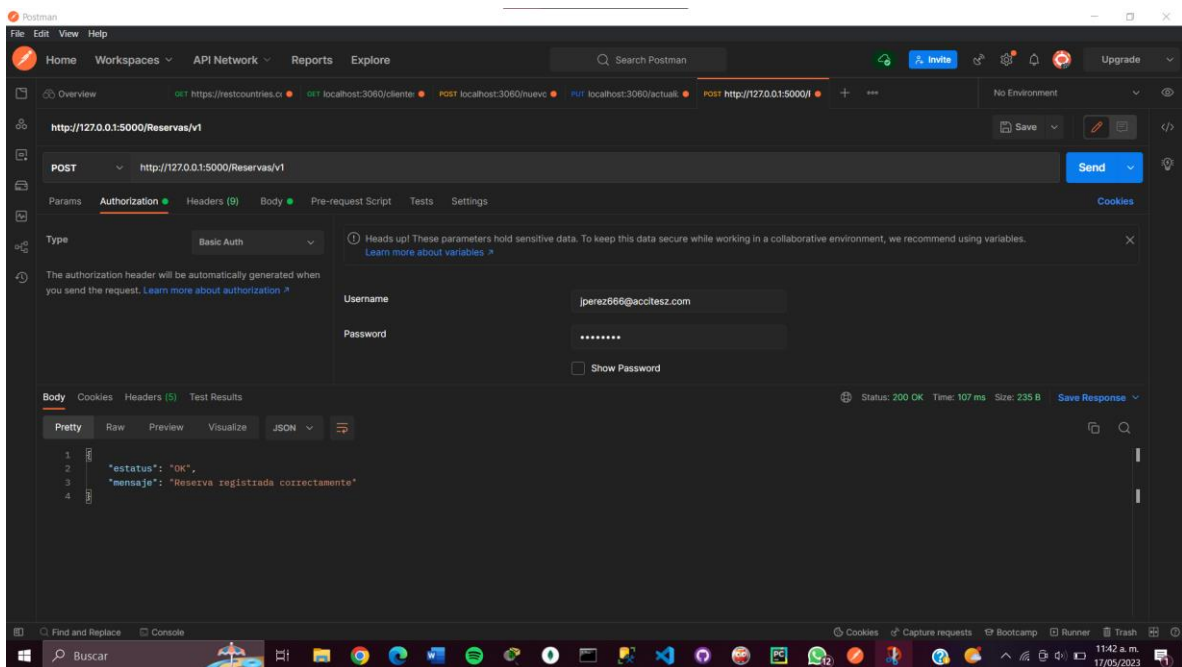 Postman
File Edit View Help
Home Workspaces API Network Reports Explore Search Postman Invite Upgrade
Overview GET https://restcountries.co GET localhost:3060/cliente: POST localhost:3060/nuevo PUT localhost:3060/actuali: POST http://127.0.0.1:5000/ No Environment
http://127.0.0.1:5000/Reservas/v1 Save
POST http://127.0.0.1:5000/Reservas/v1 Send
Params Authorization Headers (9) Body Pre-request Script Tests Settings Cookies
Type Basic Auth Heads up! These parameters hold sensitive data. To keep this data secure while working in a collaborative environment, we recommend using variables.
Learn more about variables
The authorization header will be automatically generated when
you send the request. Learn more about authorization
Username jperez666@accitesz.com
Password ••••••••
Show Password
Body Cookies Headers (5) Test Results Status: 200 OK Time: 107 ms Size: 235 B Save Response
Pretty Raw Preview Visualize JSON
1 {
2 "estatus": "OK",
3 "mensaje": "Reserva registrada correctamente"
4 }
Find and Replace Console Cookies Capture requests Bootcamp Runner Trash
Buscar 11:42 a. m.
17/05/2023